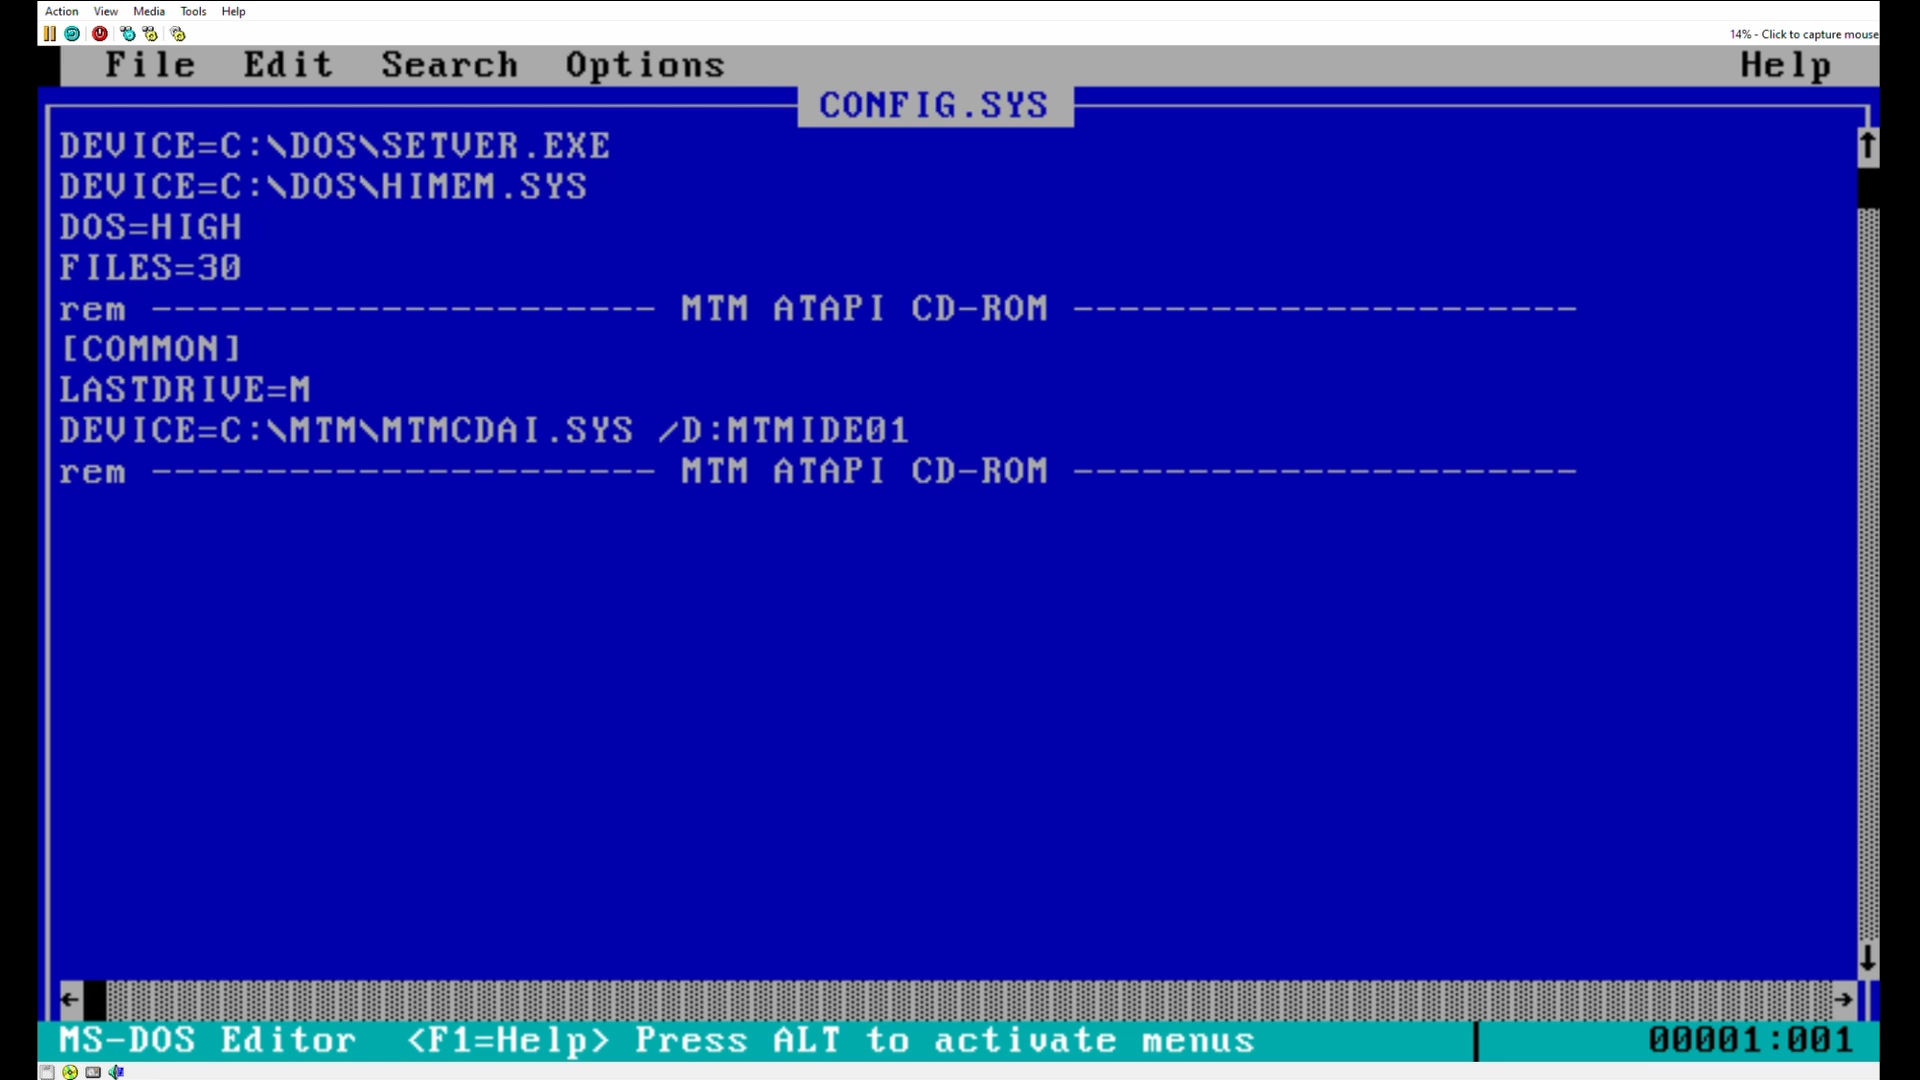 Action View Media Tools Help
14% - Click to capture mouse
File Edit Search Options Help
CONFIG.SYS
DEVICE=C:\DOS\SETVER.EXE
DEVICE=C:\DOS\HIMEM.SYS
DOS=HIGH
FILES=30
rem ---------------------- MTM ATAPI CD-ROM ----------------------
[COMMON]
LASTDRIVE=M
DEVICE=C:\MTM\MTMCDAI.SYS /D:MTMIDE01
rem ---------------------- MTM ATAPI CD-ROM ----------------------
MS-DOS Editor <F1=Help> Press ALT to activate menus 00001:001